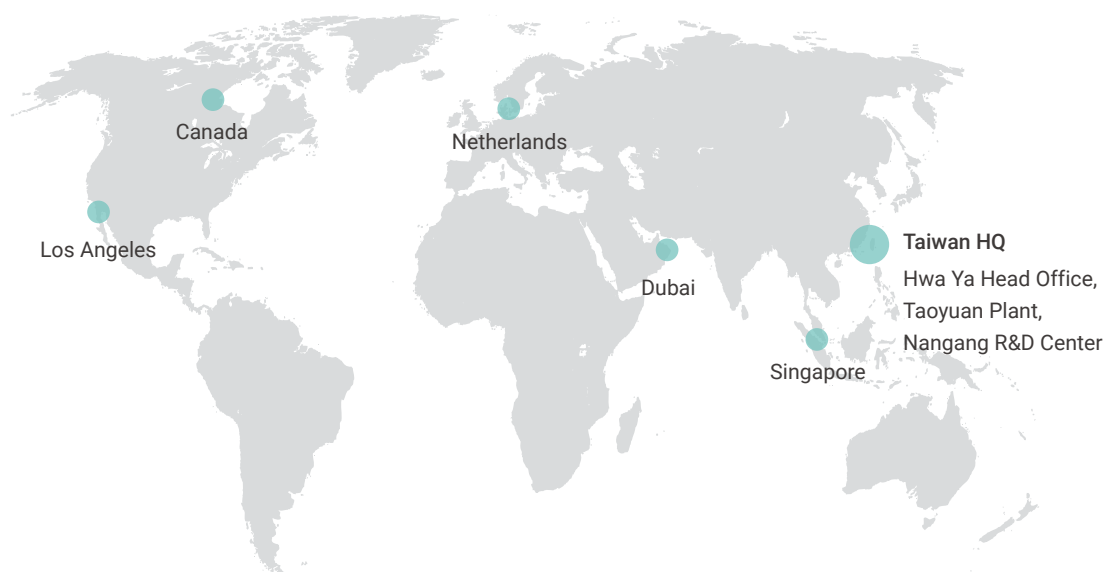 Canada
Netherlands
Los Angeles
Dubai
Taiwan HQ
Hwa Ya Head Office,
Taoyuan Plant,
Nangang R&D Center
Singapore